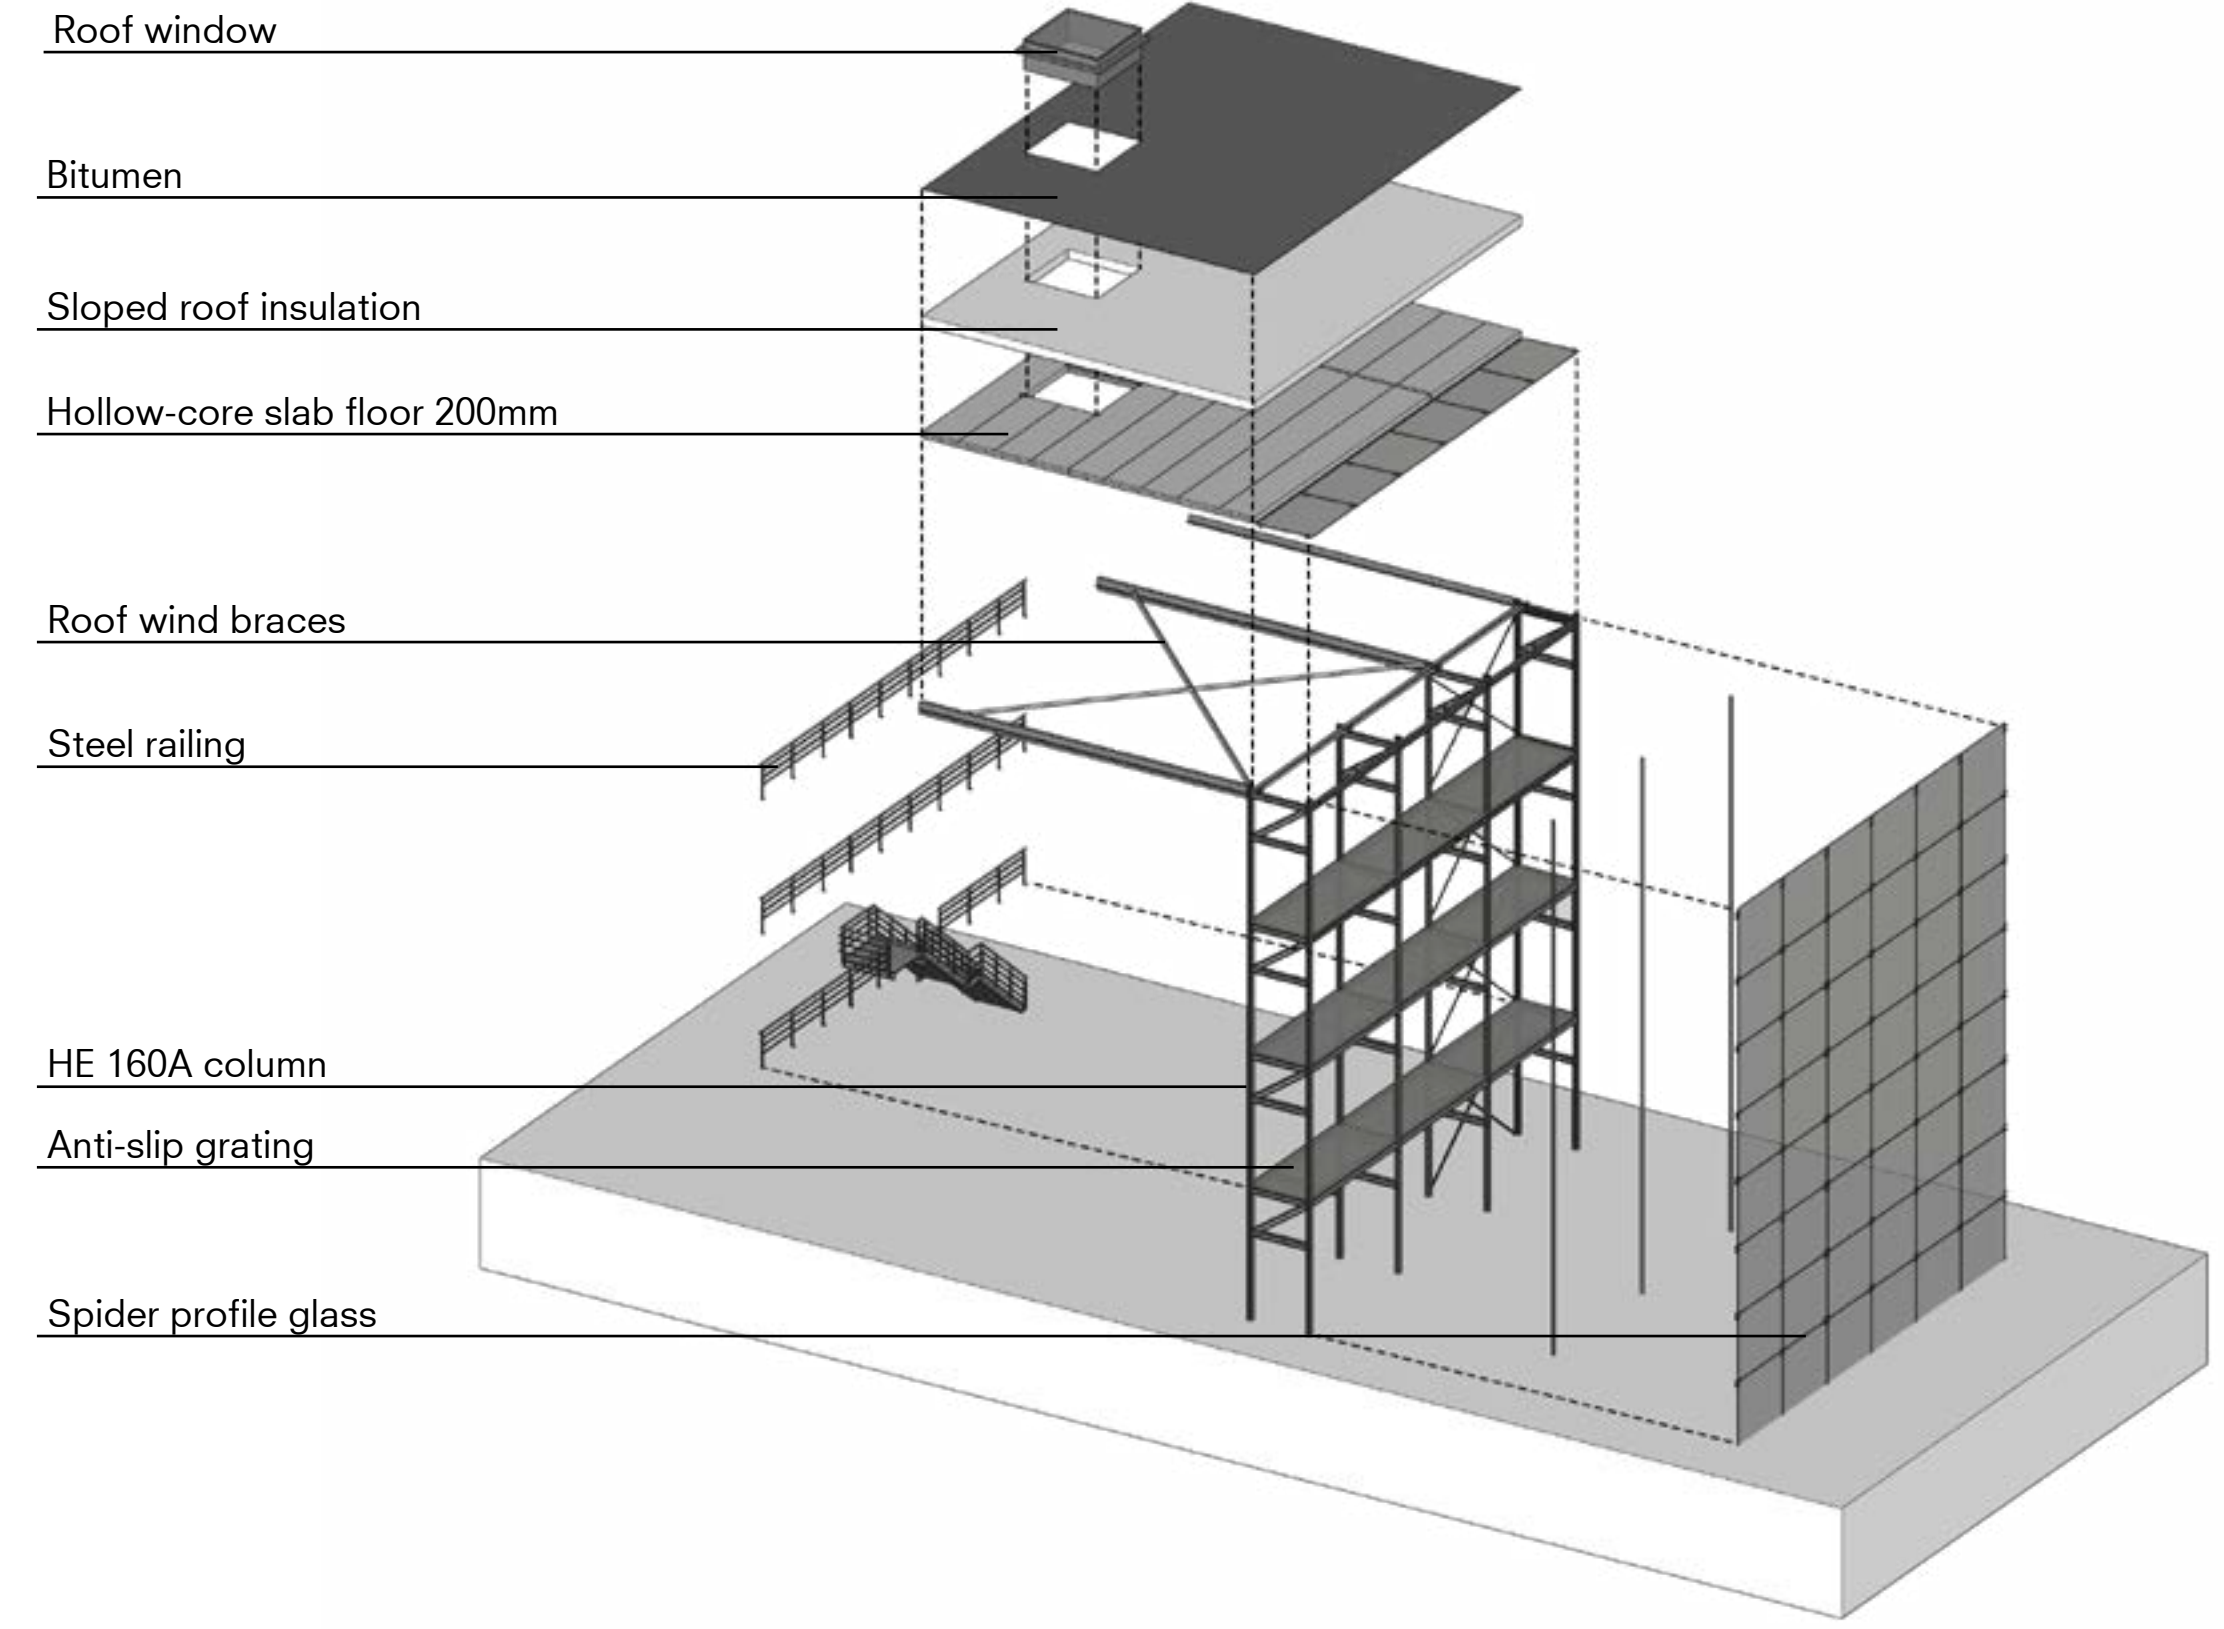 Roof window
Bitumen
Sloped roof insulation
Hollow-core slab floor 200mm
Roof wind braces
Steel railing
HE 160A column
Anti-slip grating
Spider profile glass